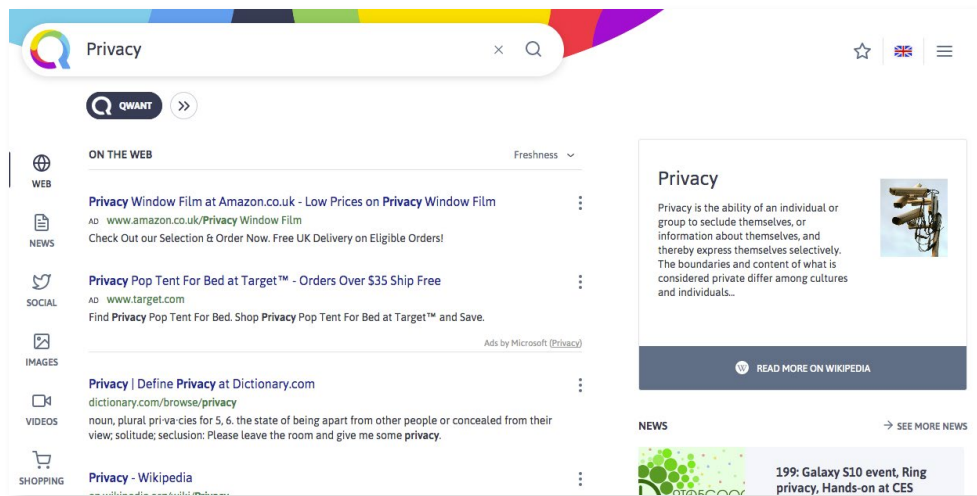 Privacy
QWANT
WEB
NEWS
SOCIAL
IMAGES
VIDEOS
SHOPPING
ON THE WEB
Freshness
Privacy Window Film at Amazon.co.uk - Low Prices on Privacy Window Film
AD www.amazon.co.uk/Privacy Window Film
Check Out our Selection & Order Now. Free UK Delivery on Eligible Orders!
Privacy Pop Tent For Bed at Target™ - Orders Over $35 Ship Free
AD www.target.com
Find Privacy Pop Tent For Bed. Shop Privacy Pop Tent For Bed at Target™ and Save.
Ads by Microsoft (Privacy)
Privacy | Define Privacy at Dictionary.com
dictionary.com/browse/privacy
noun, plural pri·va·cies for 5, 6. the state of being apart from other people or concealed from their
view; solitude; seclusion: Please leave the room and give me some privacy.
Privacy - Wikipedia
en.wikipedia.org/wiki/Privacy
Privacy
Privacy is the ability of an individual or
group to seclude themselves, or
information about themselves, and
thereby express themselves selectively.
The boundaries and content of what is
considered private differ among cultures
and individuals…
W READ MORE ON WIKIPEDIA
NEWS
→ SEE MORE NEWS
199: Galaxy S10 event, Ring
privacy, Hands-on at CES